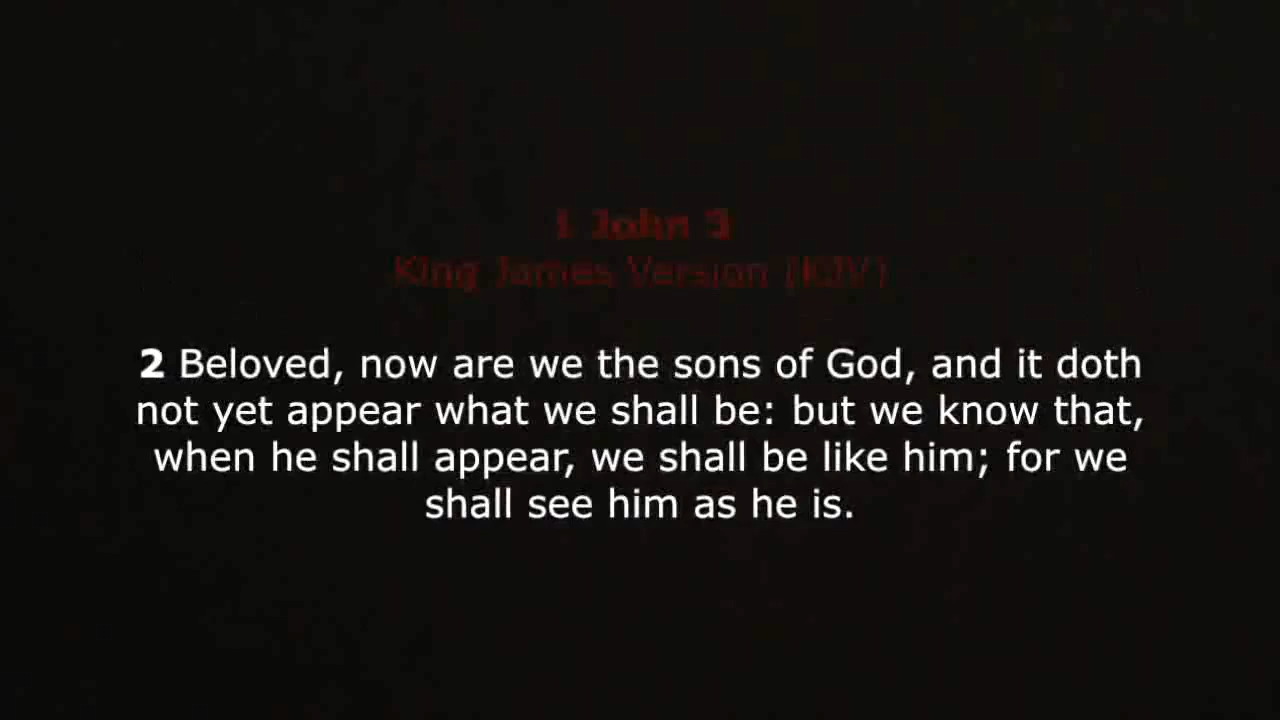 1 John 3
King James Version (KJV)
2 Beloved, now are we the sons of God, and it doth
not yet appear what we shall be: but we know that,
when he shall appear, we shall be like him; for we
shall see him as he is.